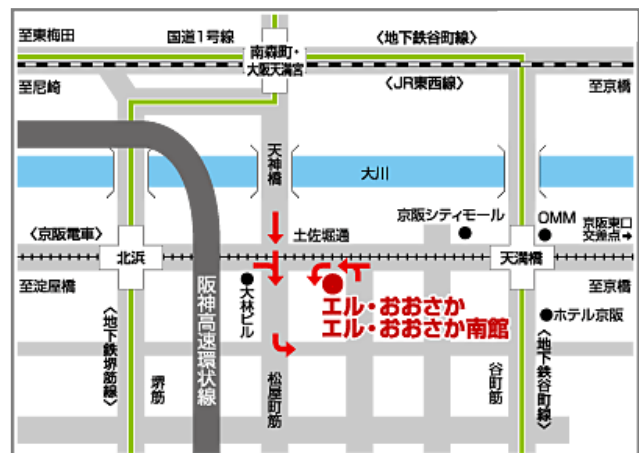 至東梅田
国道1号線
南森町・
大阪天満宮
〈地下鉄谷町線〉
至尼崎
〈JR東西線〉
至京橋
天神橋
大川
京阪シティモール
OMM
京阪東口
交差点➡
〈京阪電車〉
土佐堀通
北浜
天満橋
至淀屋橋
至京橋
大林ビル
エル・おおさか
エル・おおさか南館
ホテル京阪
阪神高速環状線
〈地下鉄堺筋線〉
堺筋
松屋町筋
谷町筋
〈地下鉄谷町線〉